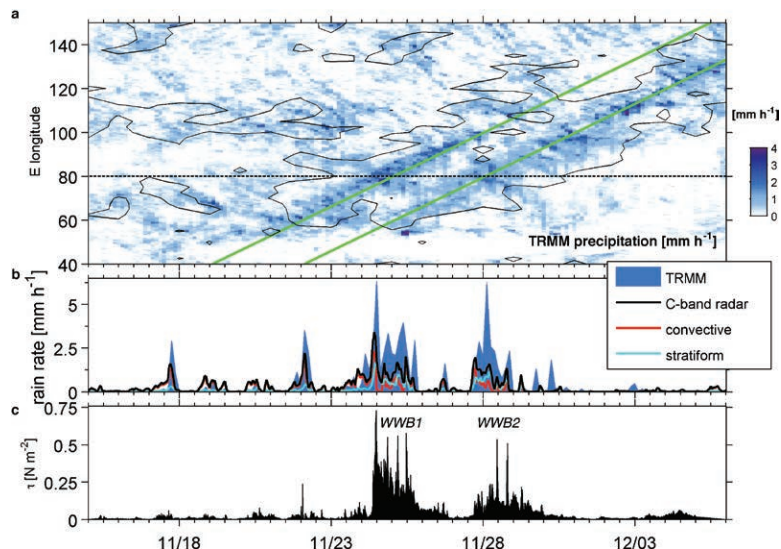 a
140
120
100
80
60
40
E longitude
[mm h⁻¹]
4
3
2
1
0
TRMM precipitation [mm h⁻¹]
b
5
2.5
0
rain rate [mm h⁻¹]
TRMM
C-band radar
convective
stratiform
c
0.75
0.5
0.25
0
τ [N m⁻²]
WWB1
WWB2
11/18
11/23
11/28
12/03